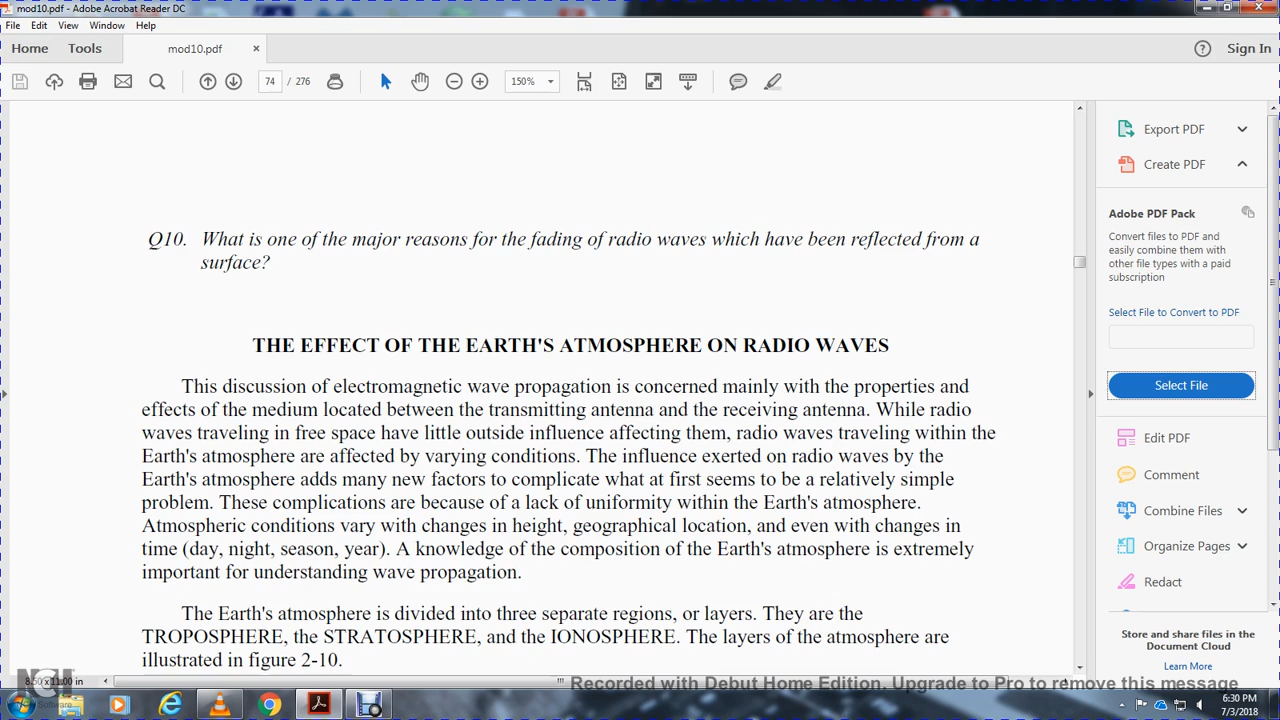 mod10.pdf - Adobe Acrobat Reader DC
File Edit View Window Help
Home Tools mod10.pdf × Sign In
74 / 276 150%
Q10. What is one of the major reasons for the fading of radio waves which have been reflected from a
surface?
THE EFFECT OF THE EARTH'S ATMOSPHERE ON RADIO WAVES
This discussion of electromagnetic wave propagation is concerned mainly with the properties and
effects of the medium located between the transmitting antenna and the receiving antenna. While radio
waves traveling in free space have little outside influence affecting them, radio waves traveling within the
Earth's atmosphere are affected by varying conditions. The influence exerted on radio waves by the
Earth's atmosphere adds many new factors to complicate what at first seems to be a relatively simple
problem. These complications are because of a lack of uniformity within the Earth's atmosphere.
Atmospheric conditions vary with changes in height, geographical location, and even with changes in
time (day, night, season, year). A knowledge of the composition of the Earth's atmosphere is extremely
important for understanding wave propagation.
The Earth's atmosphere is divided into three separate regions, or layers. They are the
TROPOSPHERE, the STRATOSPHERE, and the IONOSPHERE. The layers of the atmosphere are
illustrated in figure 2-10.
8.50 x 11.00 in
Export PDF
Create PDF
Adobe PDF Pack
Convert files to PDF and
easily combine them with
other file types with a paid
subscription
Select File to Convert to PDF
Select File
Edit PDF
Comment
Combine Files
Organize Pages
Redact
Store and share files in the
Document Cloud
Learn More
Recorded with Debut Home Edition. Upgrade to Pro to remove this message
NCH
Software
6:30 PM
7/3/2018